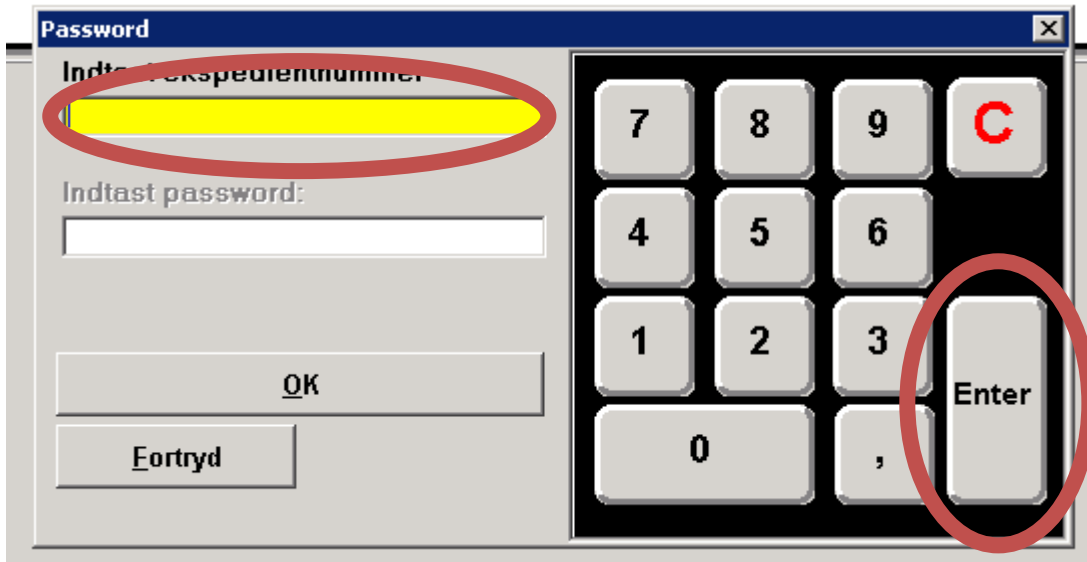 Password
Indtast ekspedientnummer
Indtast password:
OK
Fortryd
7 8 9 C
4 5 6
1 2 3
Enter
0 ,